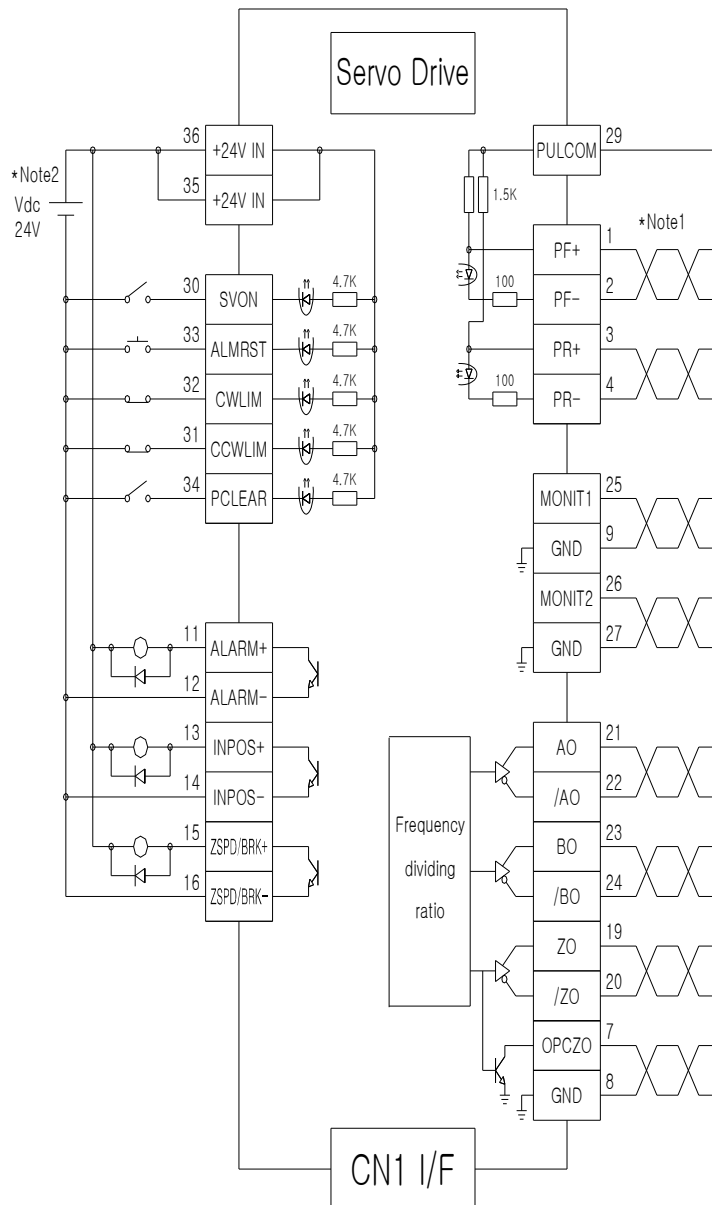 Servo Drive
36
+24V IN
35
+24V IN
*Note2
Vdc
24V
30
SVON
4.7K
33
ALMRST
4.7K
32
CWLIM
4.7K
31
CCWLIM
4.7K
34
PCLEAR
4.7K
11
ALARM+
12
ALARM-
13
INPOS+
14
INPOS-
15
ZSPD/BRK+
16
ZSPD/BRK-
PULCOM
29
1.5K
*Note1
PF+
1
100
PF-
2
PR+
3
100
PR-
4
MONIT1
25
GND
9
MONIT2
26
GND
27
Frequency
dividing
ratio
AO
21
/AO
22
BO
23
/BO
24
ZO
19
/ZO
20
OPCZO
7
GND
8
CN1 I/F